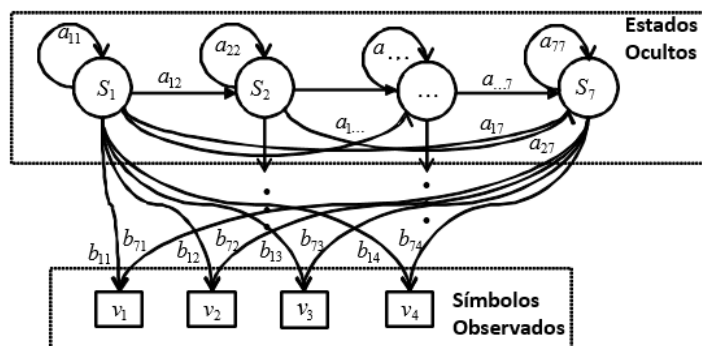 Estados
Ocultos
a11
a22
a...
a77
S1
a12
S2
...
a...7
S7
a1...
a17
a27
b11
b71
b12
b72
b13
b73
b14
b74
v1
v2
v3
v4
Símbolos
Observados